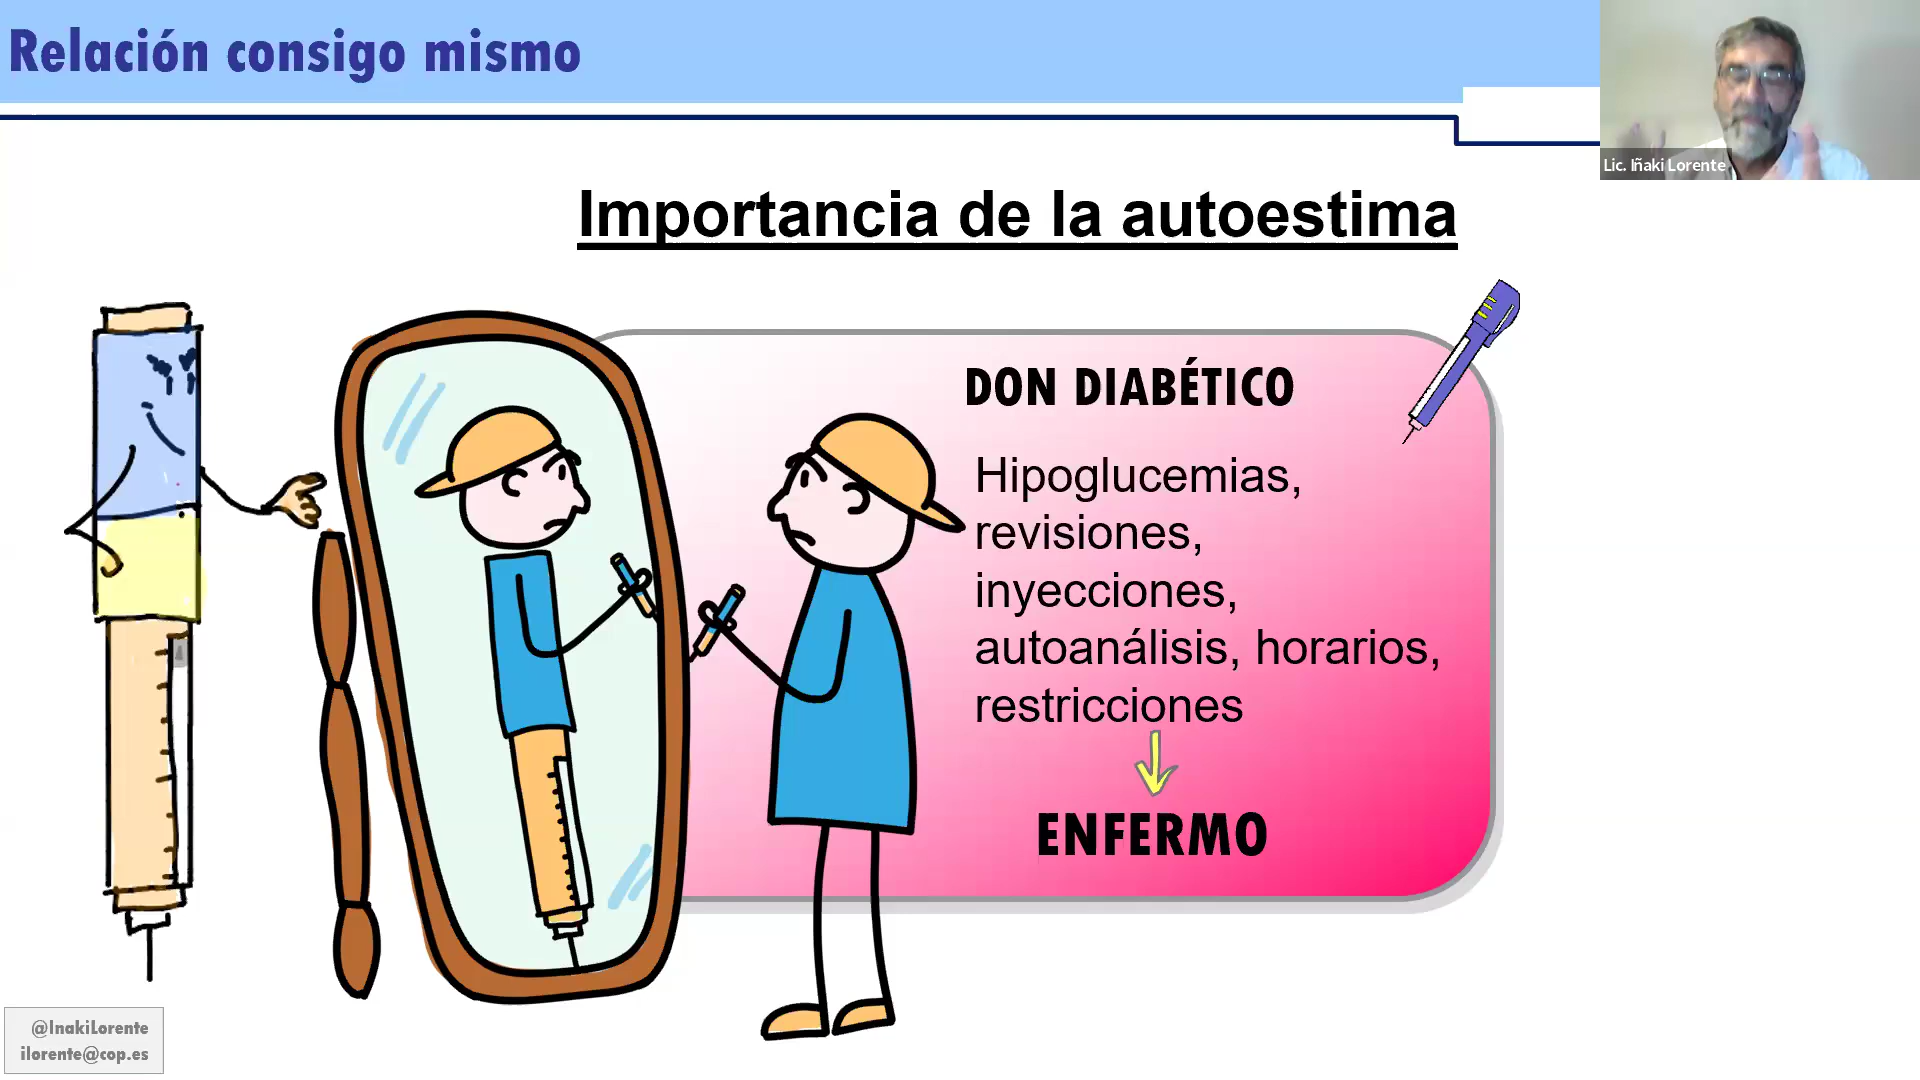 Relación consigo mismo
Lic. Iñaki Lorente
Importancia de la autoestima
DON DIABÉTICO
Hipoglucemias,
revisiones,
inyecciones,
autoanálisis, horarios,
restricciones
ENFERMO
@InakiLorente
ilorente@cop.es